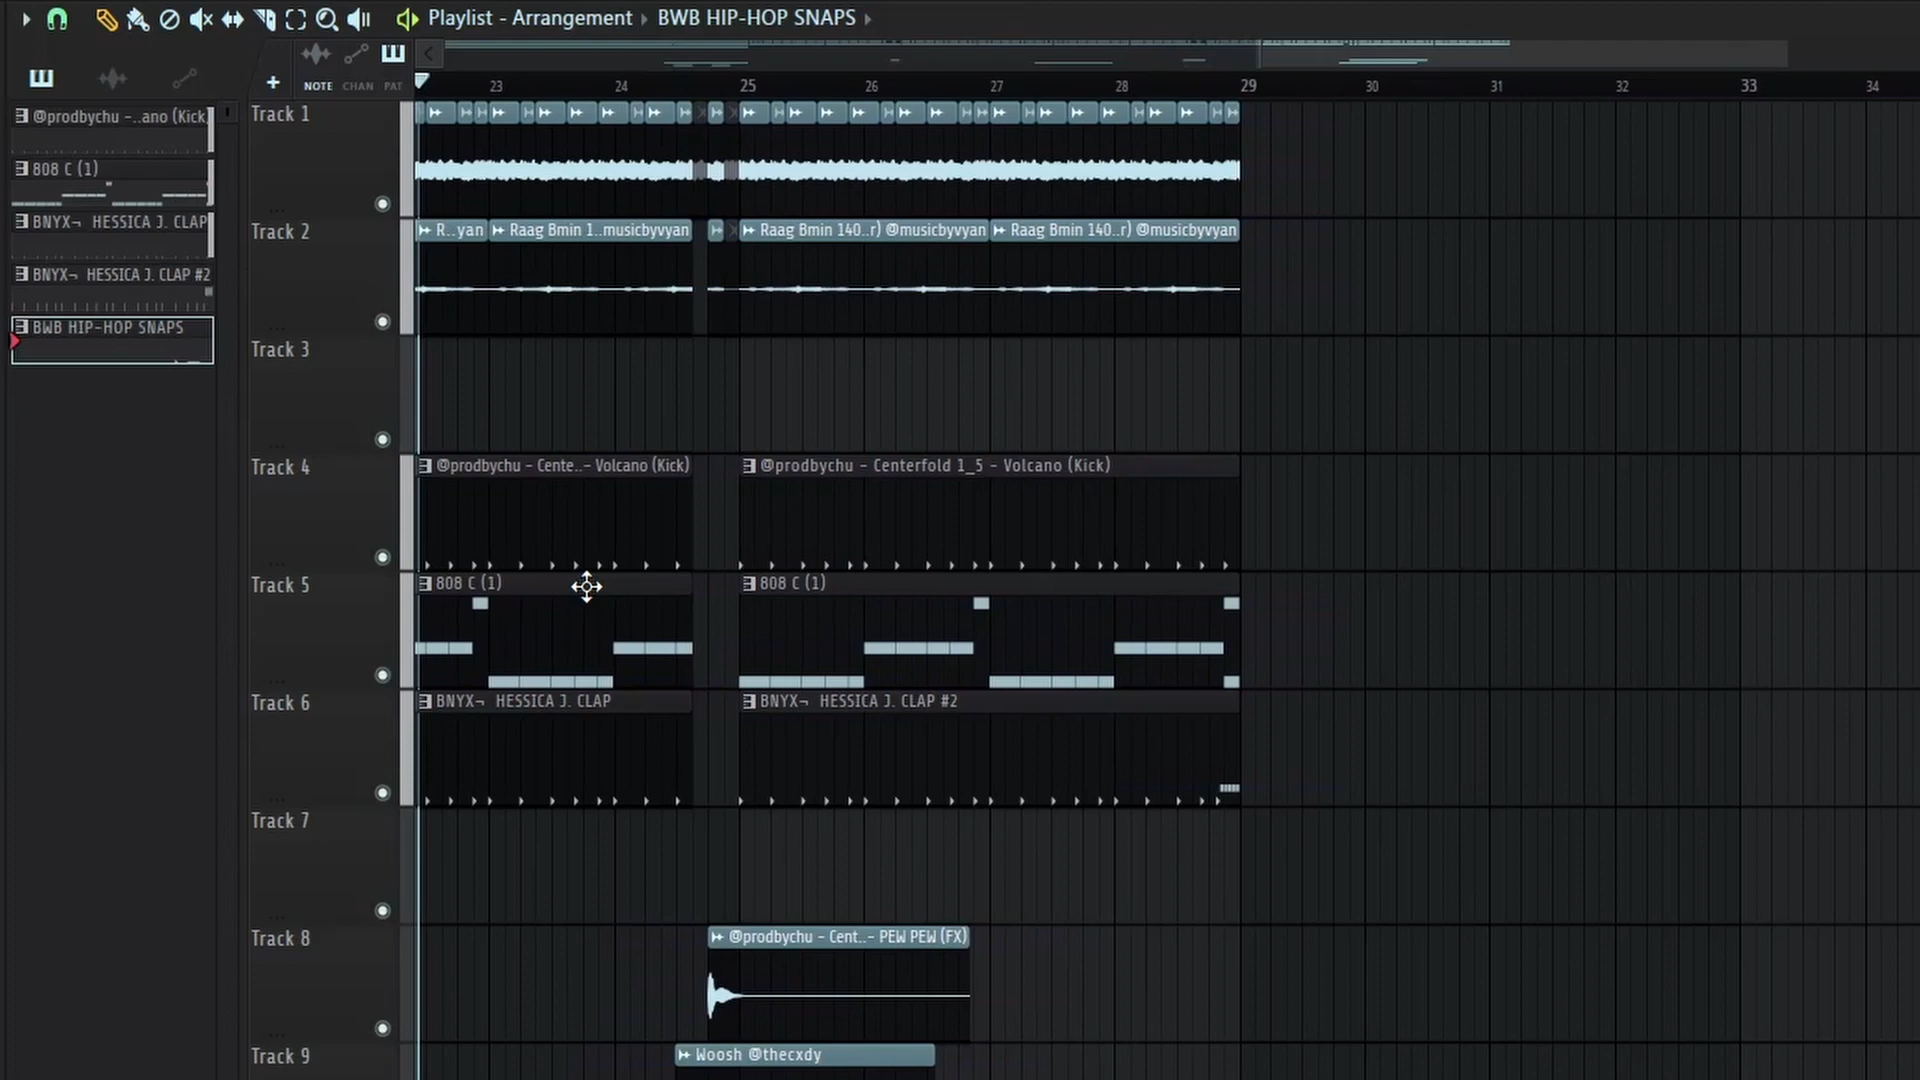 Playlist - Arrangement › BWB HIP-HOP SNAPS ›
NOTE CHAN PAT
23 24 25 26 27 28 29 30 31 32 33 34
@prodbychu -..ano (Kick
808 C (1)
BNYX¬ HESSICA J. CLAP
BNYX¬ HESSICA J. CLAP #2
BWB HIP-HOP SNAPS
Track 1
Track 2
R..yan
Raag Bmin 1..musicbyvyan
Raag Bmin 140..r) @musicbyvyan
Raag Bmin 140..r) @musicbyvyan
Track 3
Track 4
@prodbychu - Cente..- Volcano (Kick)
@prodbychu - Centerfold 1_5 - Volcano (Kick)
Track 5
808 C (1)
808 C (1)
Track 6
BNYX¬ HESSICA J. CLAP
BNYX¬ HESSICA J. CLAP #2
Track 7
Track 8
@prodbychu - Cent..- PEW PEW (FX)
Track 9
Woosh @thecxdy